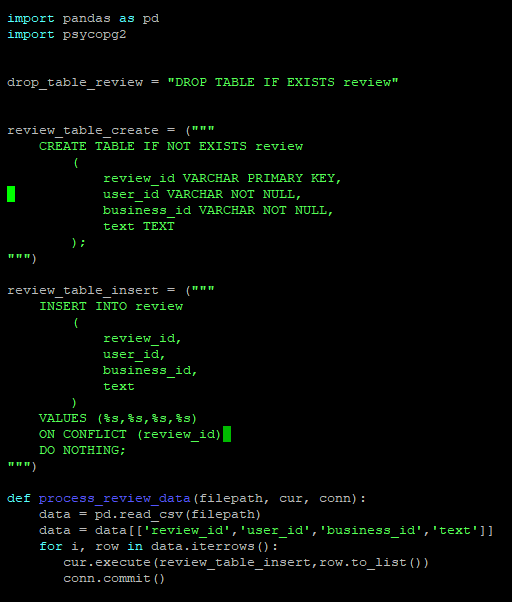 import pandas as pd
import psycopg2
drop_table_review = "DROP TABLE IF EXISTS review"
review_table_create = ("""
    CREATE TABLE IF NOT EXISTS review
        (
            review_id VARCHAR PRIMARY KEY,
            user_id VARCHAR NOT NULL,
            business_id VARCHAR NOT NULL,
            text TEXT
        );
""")
review_table_insert = ("""
    INSERT INTO review
        (
            review_id,
            user_id,
            business_id,
            text
        )
    VALUES (%s,%s,%s,%s)
    ON CONFLICT (review_id)
    DO NOTHING;
""")
def process_review_data(filepath, cur, conn):
    data = pd.read_csv(filepath)
    data = data[['review_id','user_id','business_id','text']]
    for i, row in data.iterrows():
       cur.execute(review_table_insert,row.to_list())
       conn.commit()